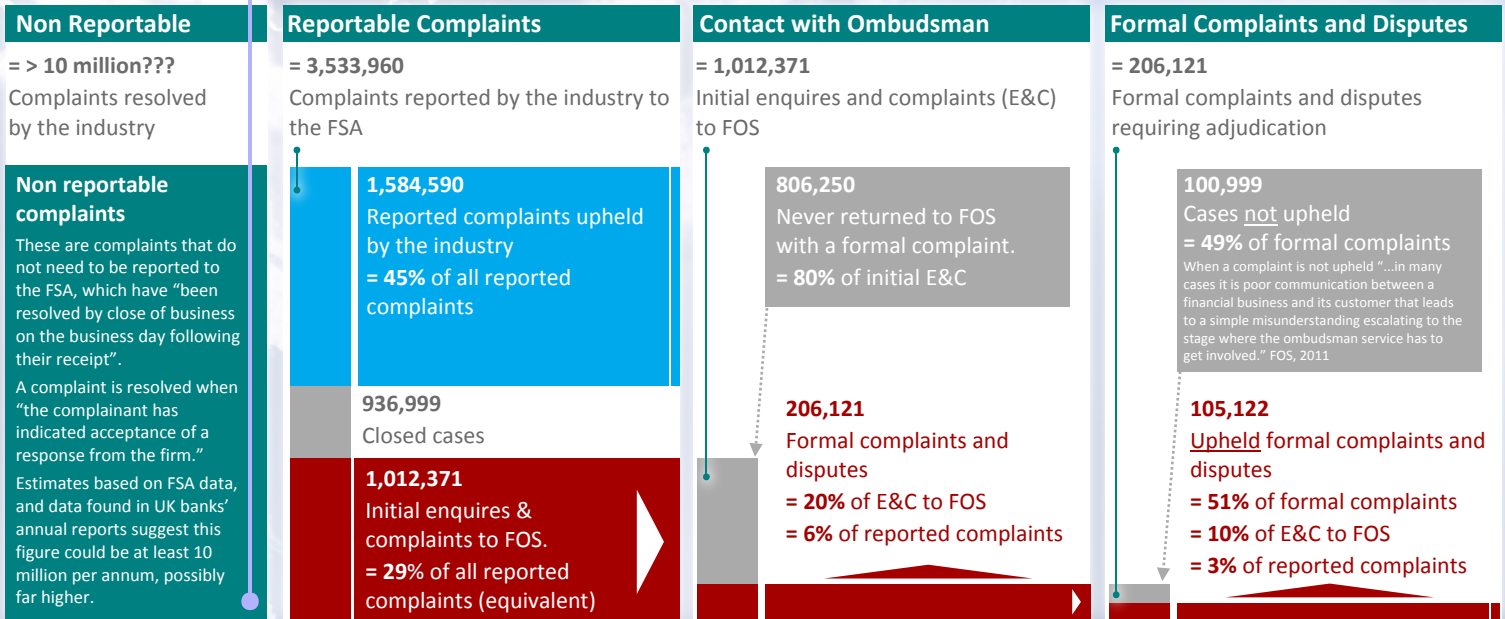 Non Reportable
= > 10 million???
Complaints resolved
by the industry
Non reportable
complaints
These are complaints that do
not need to be reported to
the FSA, which have “been
resolved by close of business
on the business day following
their receipt”.
A complaint is resolved when
“the complainant has
indicated acceptance of a
response from the firm.”
Estimates based on FSA data,
and data found in UK banks’
annual reports suggest this
figure could be at least 10
million per annum, possibly
far higher.
Reportable Complaints
= 3,533,960
Complaints reported by the industry to
the FSA
1,584,590
Reported complaints upheld
by the industry
= 45% of all reported
complaints
936,999
Closed cases
1,012,371
Initial enquires &
complaints to FOS.
= 29% of all reported
complaints (equivalent)
Contact with Ombudsman
= 1,012,371
Initial enquires and complaints (E&C)
to FOS
806,250
Never returned to FOS
with a formal complaint.
= 80% of initial E&C
206,121
Formal complaints and
disputes
= 20% of E&C to FOS
= 6% of reported complaints
Formal Complaints and Disputes
= 206,121
Formal complaints and disputes
requiring adjudication
100,999
Cases not upheld
= 49% of formal complaints
When a complaint is not upheld “...in many
cases it is poor communication between a
financial business and its customer that leads
to a simple misunderstanding escalating to the
stage where the ombudsman service has to
get involved.” FOS, 2011
105,122
Upheld formal complaints and
disputes
= 51% of formal complaints
= 10% of E&C to FOS
= 3% of reported complaints